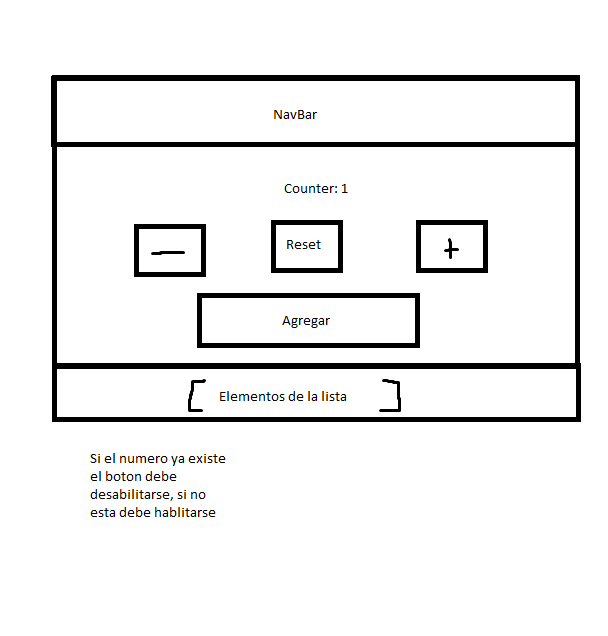 NavBar
Counter: 1
— Reset +
Agregar
[ Elementos de la lista ]
Si el numero ya existe
el boton debe
desabilitarse, si no
esta debe hablitarse